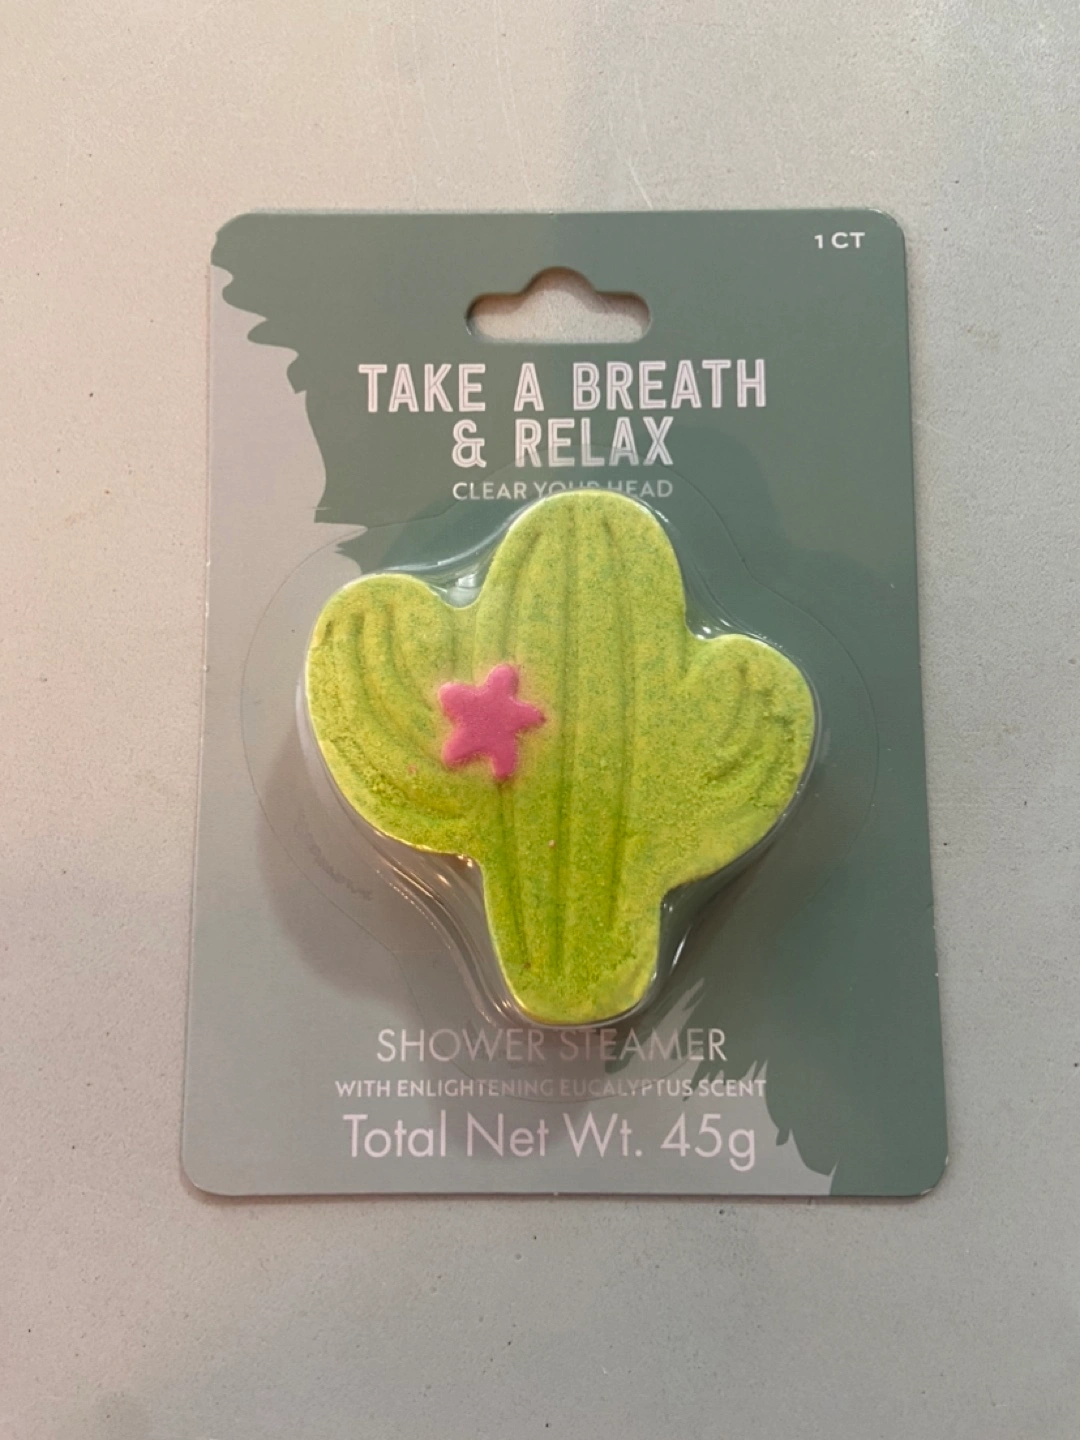 1 CT
TAKE A BREATH
& RELAX
CLEAR YOUR HEAD
SHOWER STEAMER
WITH ENLIGHTENING EUCALYPTUS SCENT
Total Net Wt. 45g